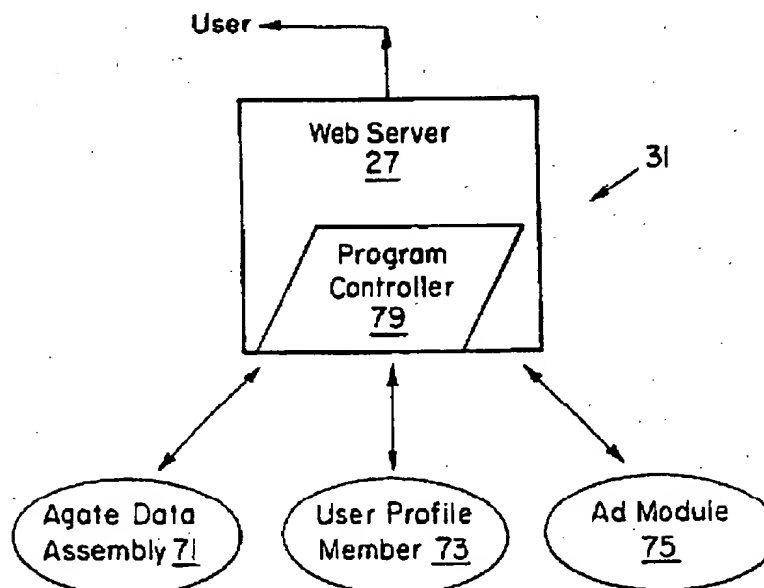 User
Web Server
27
31
Program
Controller
79
Agate Data
Assembly 71
User Profile
Member 73
Ad Module
75